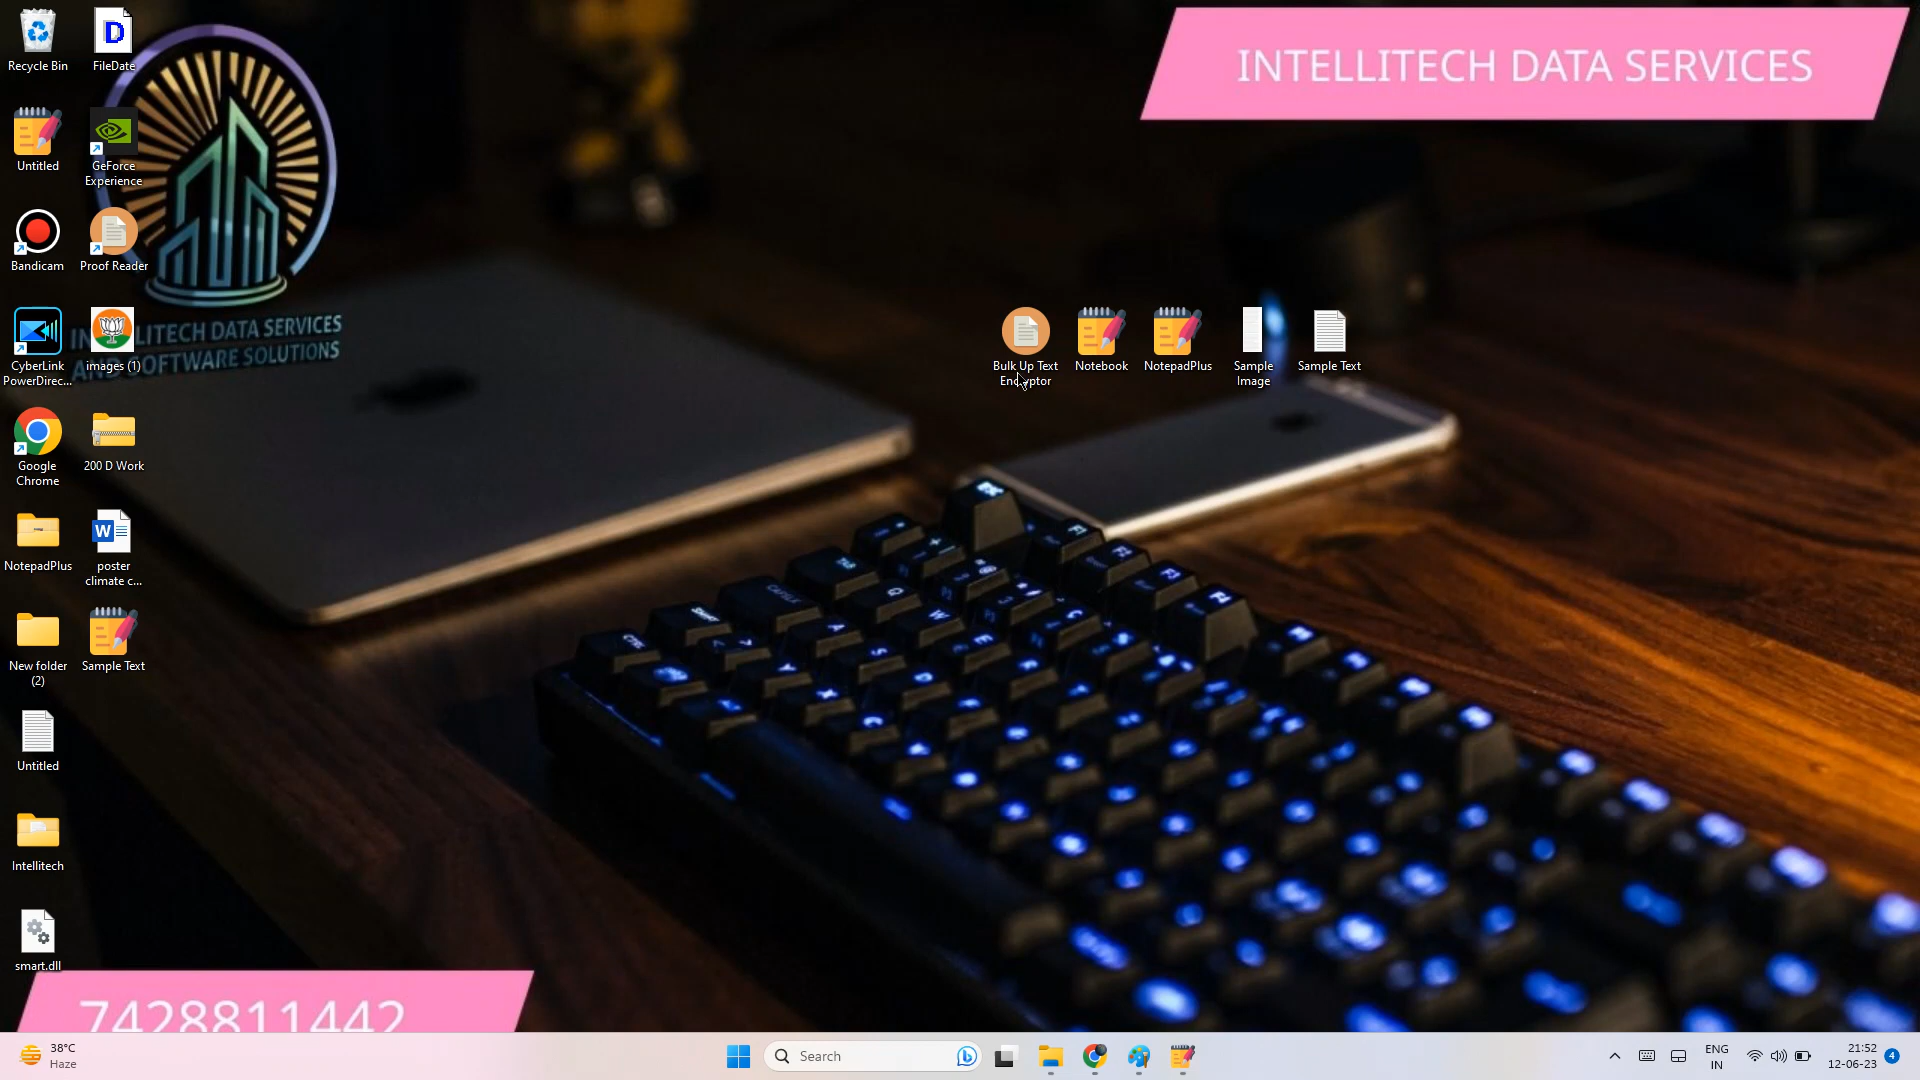 Recycle Bin
FileDate
INTELLITECH DATA SERVICES
Untitled
GeForce
Experience
Bandicam
Proof Reader
LITECH DATA SERVICES
AND SOFTWARE SOLUTIONS
CyberLink
PowerDirec...
images (1)
Bulk Up Text
Encryptor
Notebook
NotepadPlus
Sample
Image
Sample Text
Google
Chrome
200 D Work
NotepadPlus
poster
climate c...
New folder
(2)
Sample Text
Untitled
Intellitech
smart.dll
7428811442
38°C
Haze
Search
ENG
IN
21:52
12-06-23
4